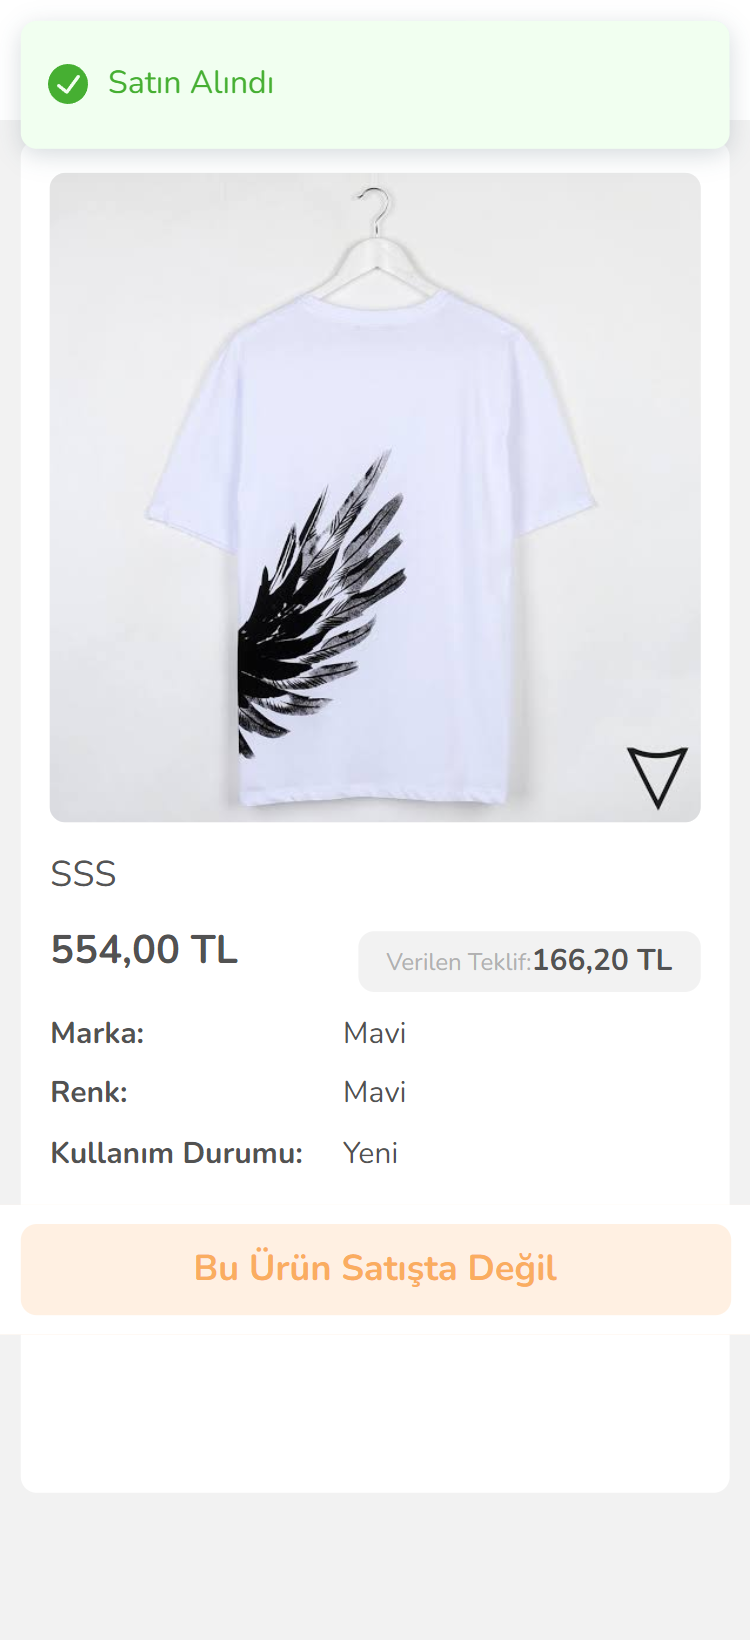 Satın Alındı
SSS
554,00 TL
Verilen Teklif:166,20 TL
Marka: Mavi
Renk: Mavi
Kullanım Durumu: Yeni
Bu Ürün Satışta Değil